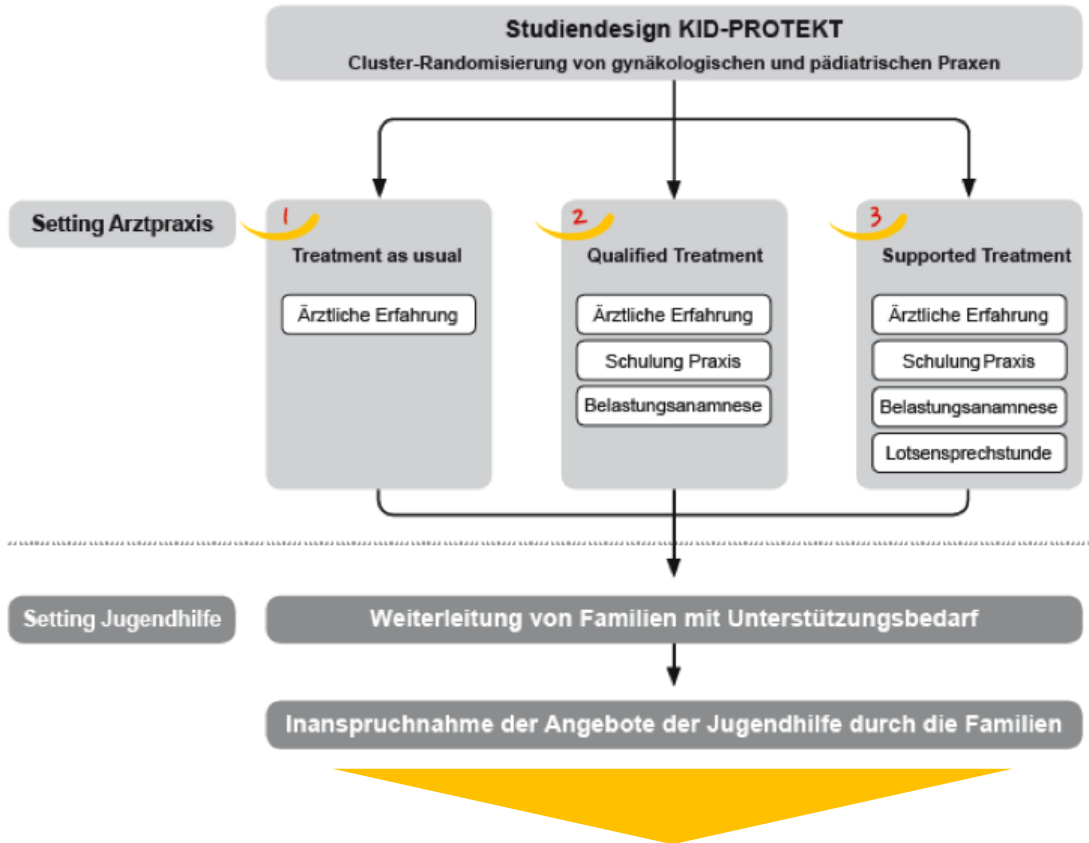 Studiendesign KID-PROTEKT
Cluster-Randomisierung von gynäkologischen und pädiatrischen Praxen
Setting Arztpraxis
1
Treatment as usual
Ärztliche Erfahrung
2
Qualified Treatment
Ärztliche Erfahrung
Schulung Praxis
Belastungsanamnese
3
Supported Treatment
Ärztliche Erfahrung
Schulung Praxis
Belastungsanamnese
Lotsensprechstunde
Setting Jugendhilfe
Weiterleitung von Familien mit Unterstützungsbedarf
Inanspruchnahme der Angebote der Jugendhilfe durch die Familien